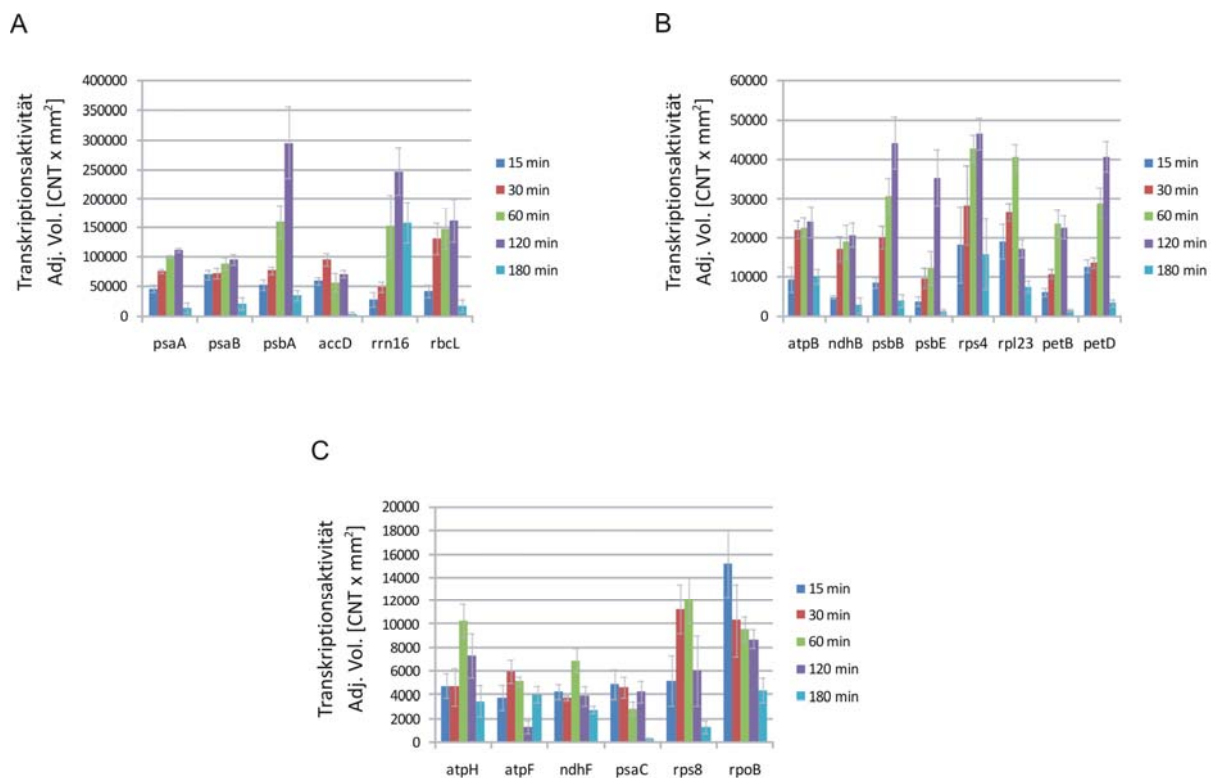 A
Transkriptionsaktivität
Adj. Vol. [CNT x mm²]
400000
350000
300000
250000
200000
150000
100000
50000
0
psaA psaB psbA accD rrn16 rbcL
15 min
30 min
60 min
120 min
180 min
B
Transkriptionsaktivität
Adj. Vol. [CNT x mm²]
60000
50000
40000
30000
20000
10000
0
atpB ndhB psbB psbE rps4 rpl23 petB petD
15 min
30 min
60 min
120 min
180 min
C
Transkriptionsaktivität
Adj. Vol. [CNT x mm²]
20000
18000
16000
14000
12000
10000
8000
6000
4000
2000
0
atpH atpF ndhF psaC rps8 rpoB
15 min
30 min
60 min
120 min
180 min